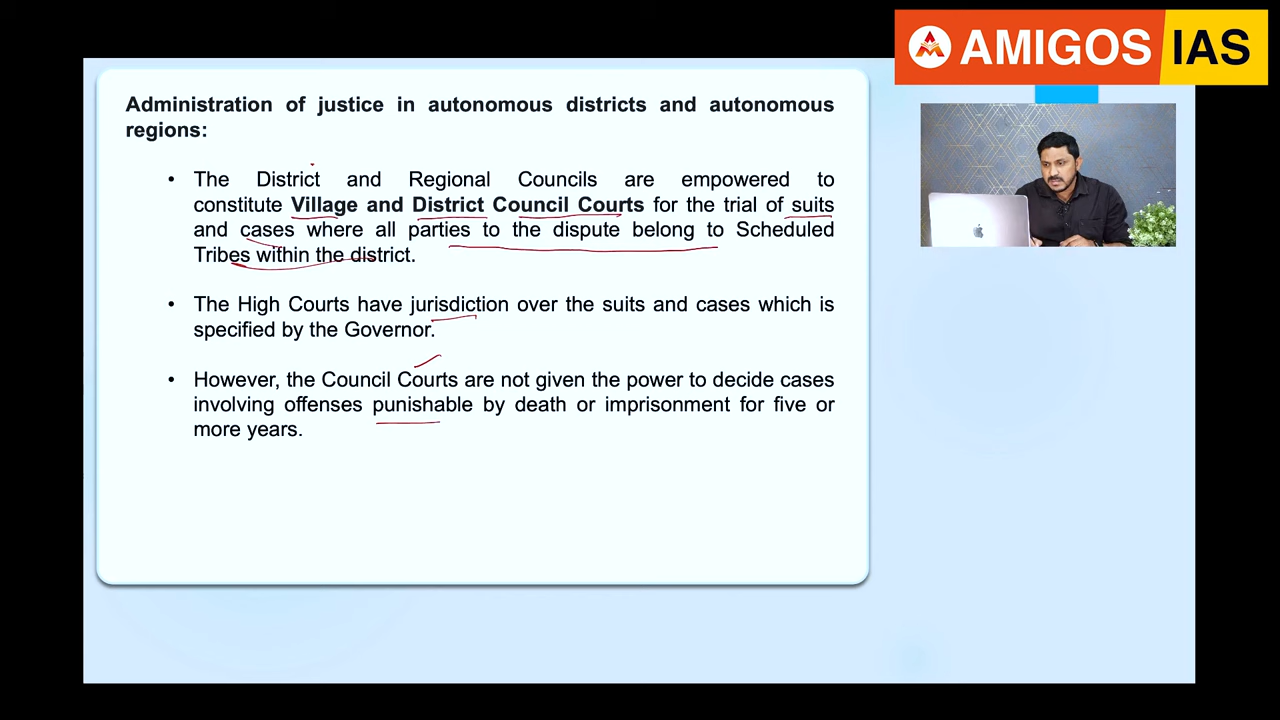 AMIGOS IAS
Administration of justice in autonomous districts and autonomous
regions:
• The District and Regional Councils are empowered to
constitute Village and District Council Courts for the trial of suits
and cases where all parties to the dispute belong to Scheduled
Tribes within the district.
• The High Courts have jurisdiction over the suits and cases which is
specified by the Governor.
• However, the Council Courts are not given the power to decide cases
involving offenses punishable by death or imprisonment for five or
more years.